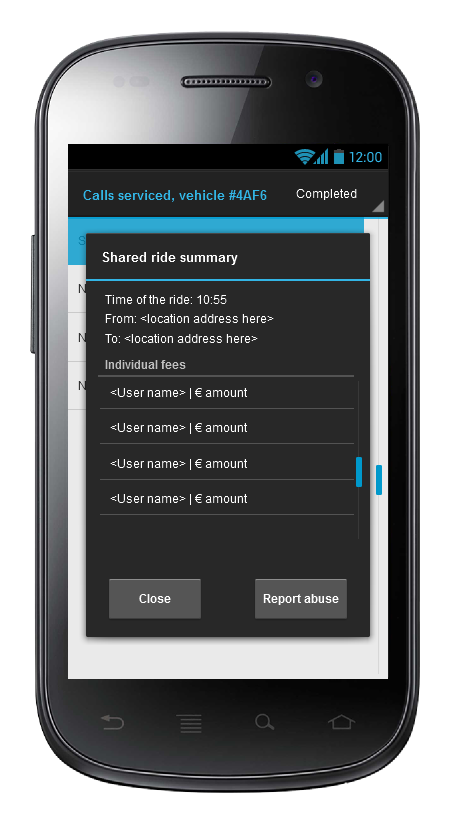 12:00
Calls serviced, vehicle #4AF6
Completed
S
Shared ride summary
N
Time of the ride: 10:55
From: <location address here>
N
To: <location address here>
Individual fees
N
<User name> | € amount
<User name> | € amount
<User name> | € amount
<User name> | € amount
Close
Report abuse